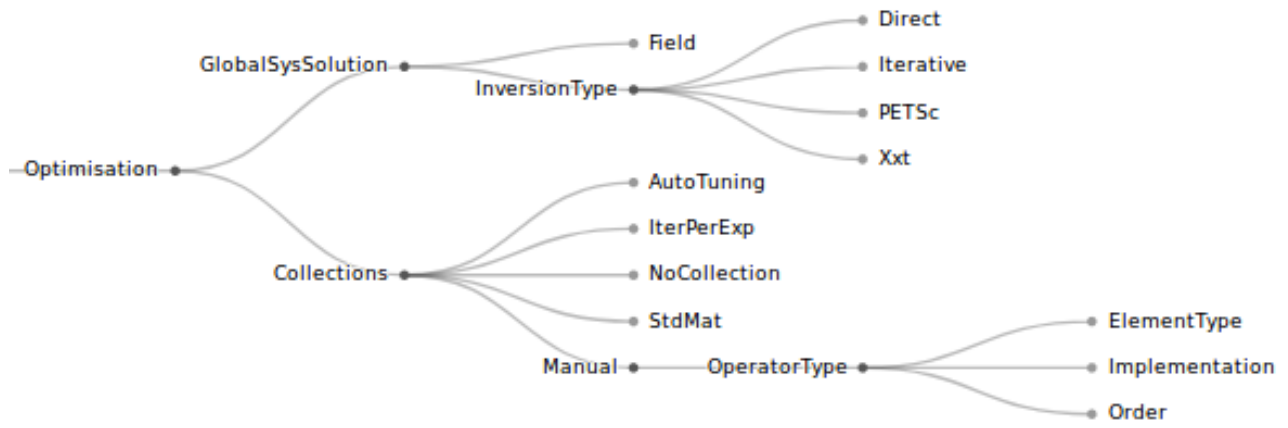 Direct
Field
GlobalSysSolution
Iterative
InversionType
PETSc
Xxt
Optimisation
AutoTuning
IterPerExp
Collections
NoCollection
StdMat
ElementType
Manual
OperatorType
Implementation
Order